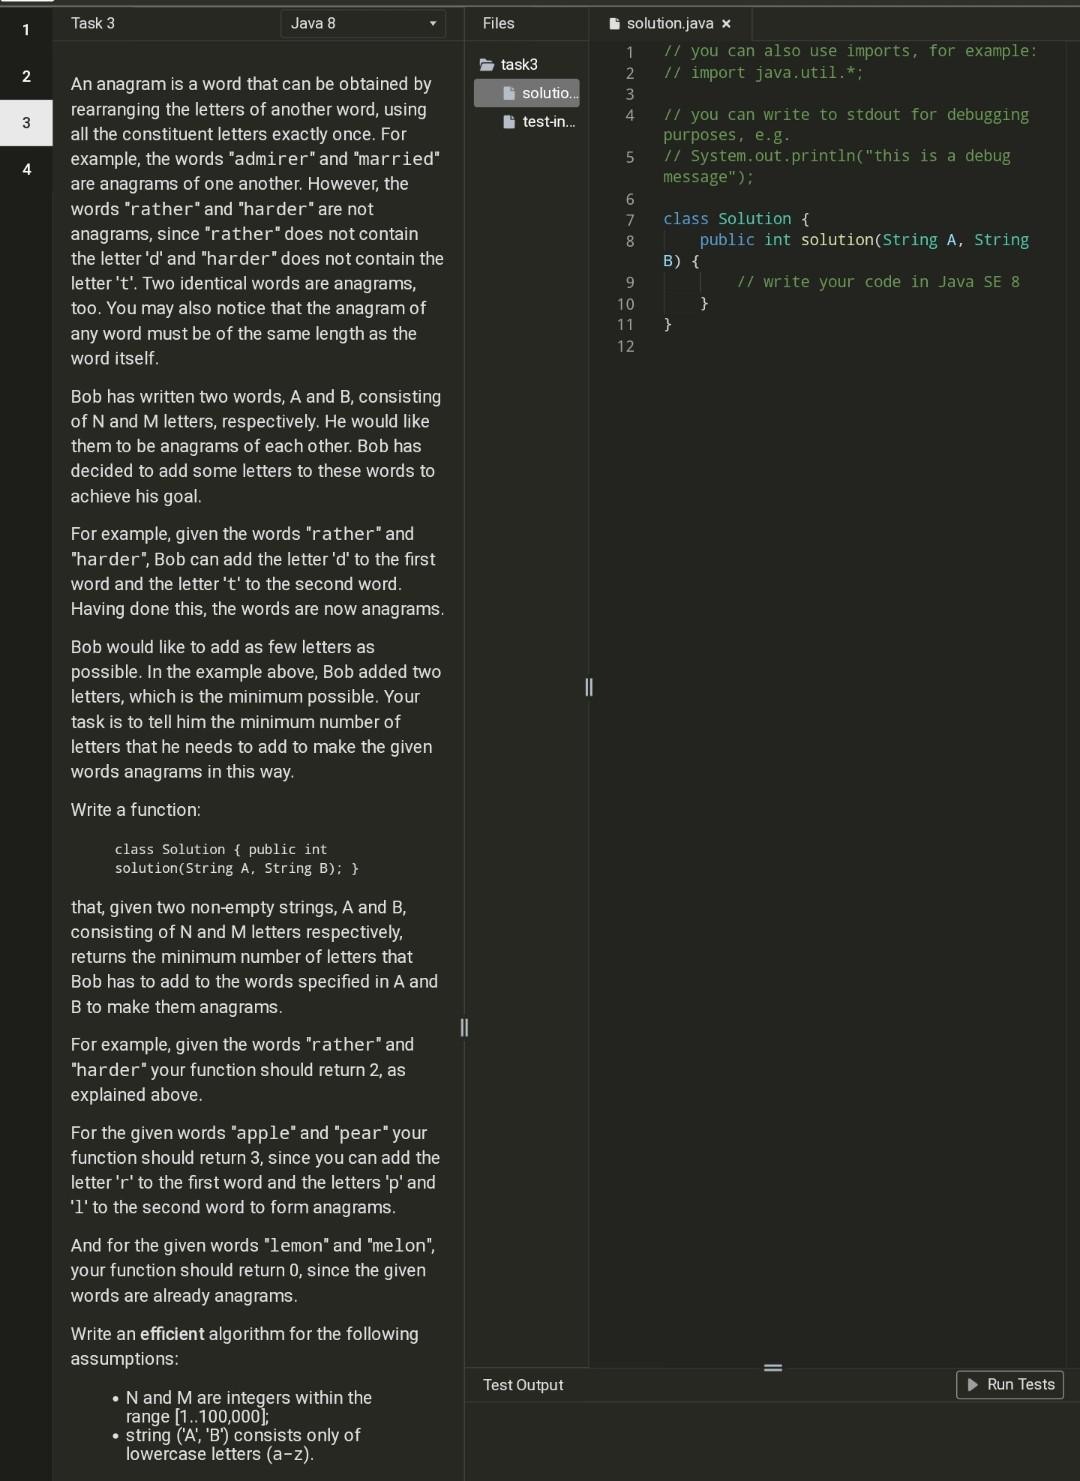 1
2
3
4
Task 3
Java 8
An anagram is a word that can be obtained by
rearranging the letters of another word, using
all the constituent letters exactly once. For
example, the words "admirer" and "married"
are anagrams of one another. However, the
words "rather" and "harder" are not
anagrams, since "rather" does not contain
the letter 'd' and "harder" does not contain the
letter 't'. Two identical words are anagrams,
too. You may also notice that the anagram of
any word must be of the same length as the
word itself.
Bob has written two words, A and B, consisting
of N and M letters, respectively. He would like
them to be anagrams of each other. Bob has
decided to add some letters to these words to
achieve his goal.
For example, given the words "rather" and
"harder", Bob can add the letter 'd' to the first
word and the letter 't' to the second word.
Having done this, the words are now anagrams.
Bob would like to add as few letters as
possible. In the example above, Bob added two
letters, which is the minimum possible. Your
task is to tell him the minimum number of
letters that he needs to add to make the given
words anagrams in this way.
Write a function:
class Solution { public int
solution(String A, String B); }
that, given two non-empty strings, A and B,
consisting of N and M letters respectively,
returns the minimum number of letters that
Bob has to add to the words specified in A and
B to make them anagrams.
For example, given the words "rather" and
"harder" your function should return 2, as
explained above.
For the given words "apple" and "pear" your
function should return 3, since you can add the
letter 'r' to the first word and the letters 'p' and
'l' to the second word to form anagrams.
And for the given words "lemon" and "melon",
your function should return 0, since the given
words are already anagrams.
Write an efficient algorithm for the following
assumptions:
• N and M are integers within the
range [1..100,000];
• string ('A', 'B') consists only of
lowercase letters (a-z).
Files
task3
solutio...
test-in...
solution.java ×
1 // you can also use imports, for example:
2 // import java.util.*;
3
4 // you can write to stdout for debugging
purposes, e.g.
5 // System.out.println("this is a debug
message");
6
7 class Solution {
8 public int solution(String A, String
B) {
9 // write your code in Java SE 8
10 }
11 }
12
Test Output
Run Tests